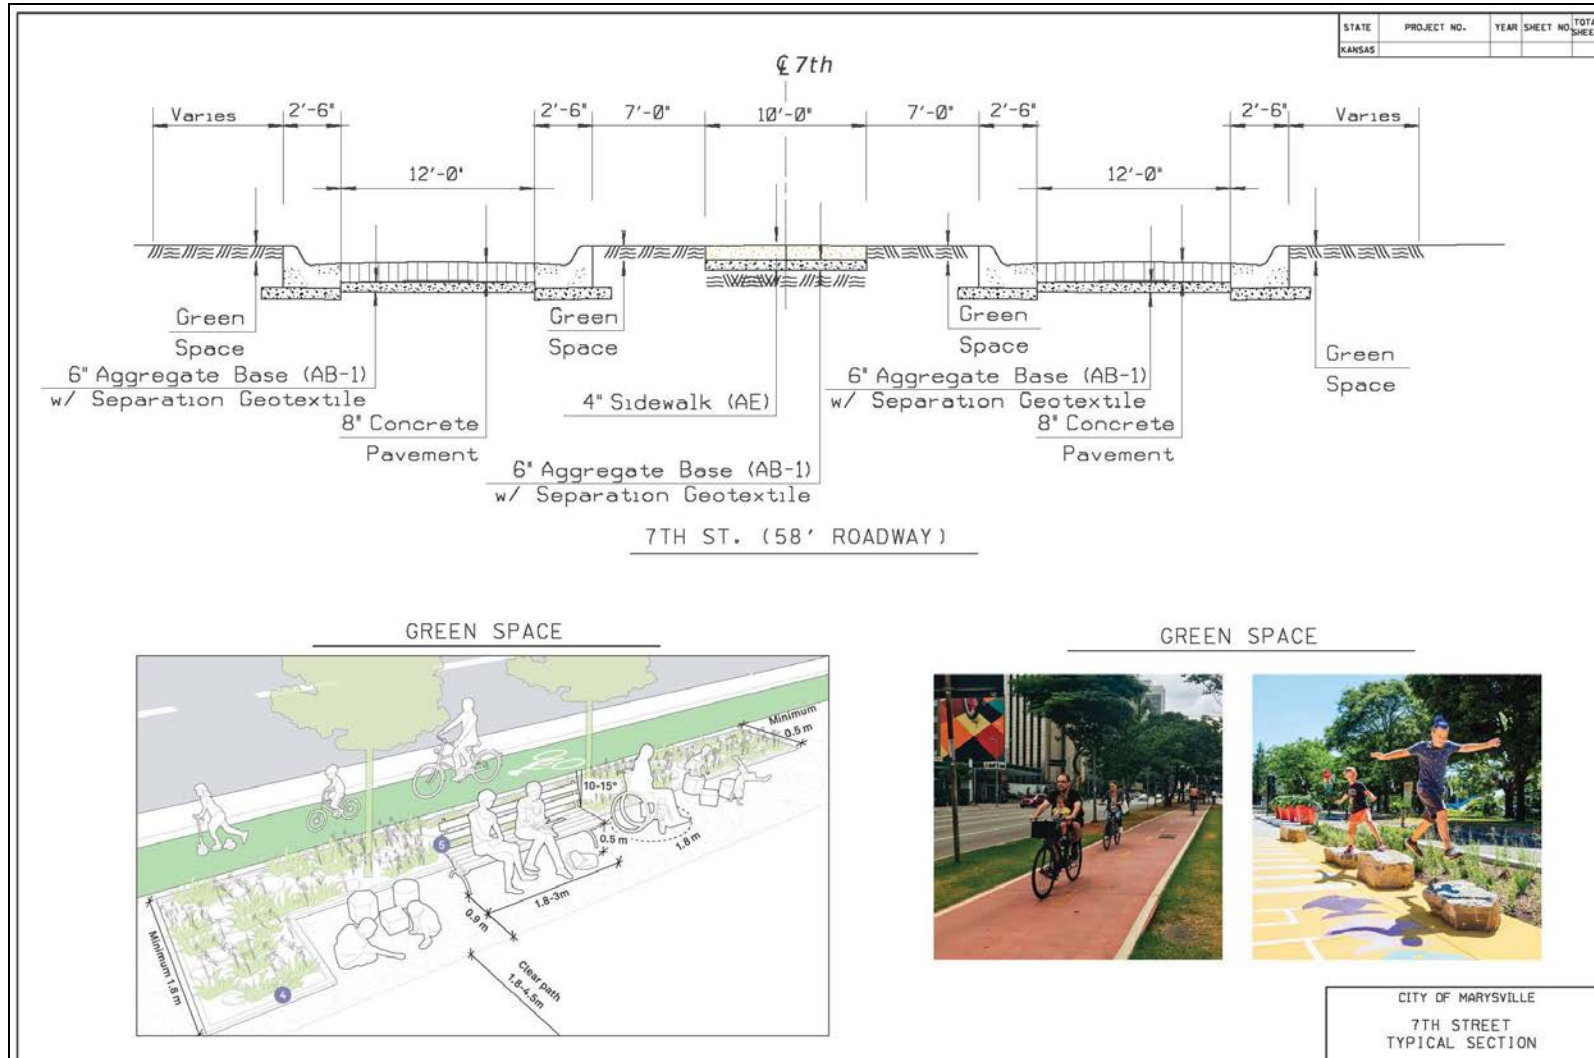 STATE PROJECT NO. YEAR SHEET NO.
KANSAS
℄ 7th
Varies 2'-6" 2'-6" 7'-0" 10'-0" 7'-0" 2'-6" 2'-6" Varies
12'-0" 12'-0"
Green
Space
Green
Space
Green
Space
Green
Space
6" Aggregate Base (AB-1)
w/ Separation Geotextile
8" Concrete
Pavement
4" Sidewalk (AE)
6" Aggregate Base (AB-1)
w/ Separation Geotextile
6" Aggregate Base (AB-1)
w/ Separation Geotextile
8" Concrete
Pavement
7TH ST. (58' ROADWAY)
GREEN SPACE
Minimum
0.5 m
10-15°
5
0.5 m
1.8 m
1.8-3m
0.9 m
Minimum 1.8 m
4
Clear path
1.8-4.5m
GREEN SPACE
CITY OF MARYSVILLE
7TH STREET
TYPICAL SECTION